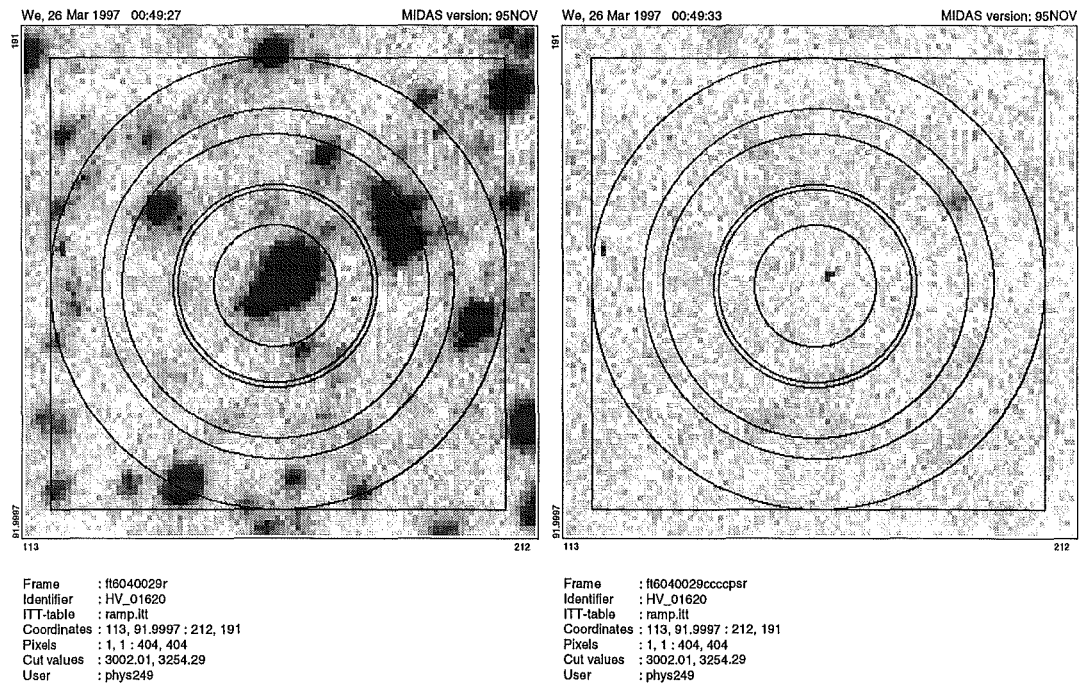 We, 26 Mar 1997 00:49:27 MIDAS version: 95NOV
191
91.9997
113 212
Frame : ft6040029r
Identifier : HV_01620
ITT-table : ramp.itt
Coordinates : 113, 91.9997 : 212, 191
Pixels : 1, 1 : 404, 404
Cut values : 3002.01, 3254.29
User : phys249
We, 26 Mar 1997 00:49:33 MIDAS version: 95NOV
191
91.9997
113 212
Frame : ft6040029ccccpsr
Identifier : HV_01620
ITT-table : ramp.itt
Coordinates : 113, 91.9997 : 212, 191
Pixels : 1, 1 : 404, 404
Cut values : 3002.01, 3254.29
User : phys249